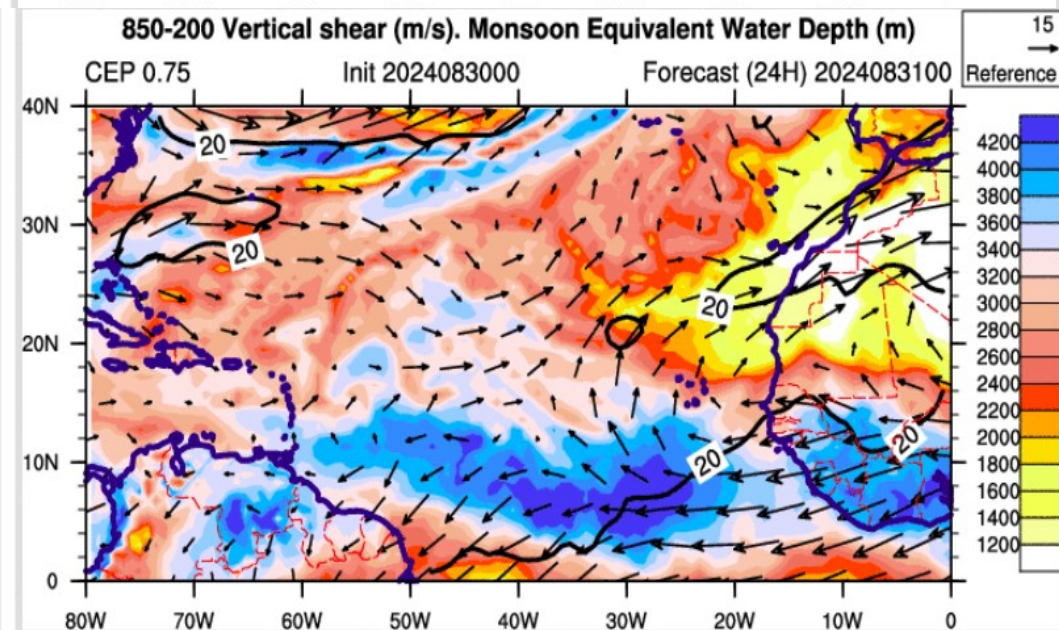 850-200 Vertical shear (m/s). Monsoon Equivalent Water Depth (m)
CEP 0.75 Init 2024083000 Forecast (24H) 2024083100
15
Reference
40N
30N
20N
10N
0
20
20
20
20
20
80W 70W 60W 50W 40W 30W 20W 10W 0
4200
4000
3800
3600
3400
3200
3000
2800
2600
2400
2200
2000
1800
1600
1400
1200